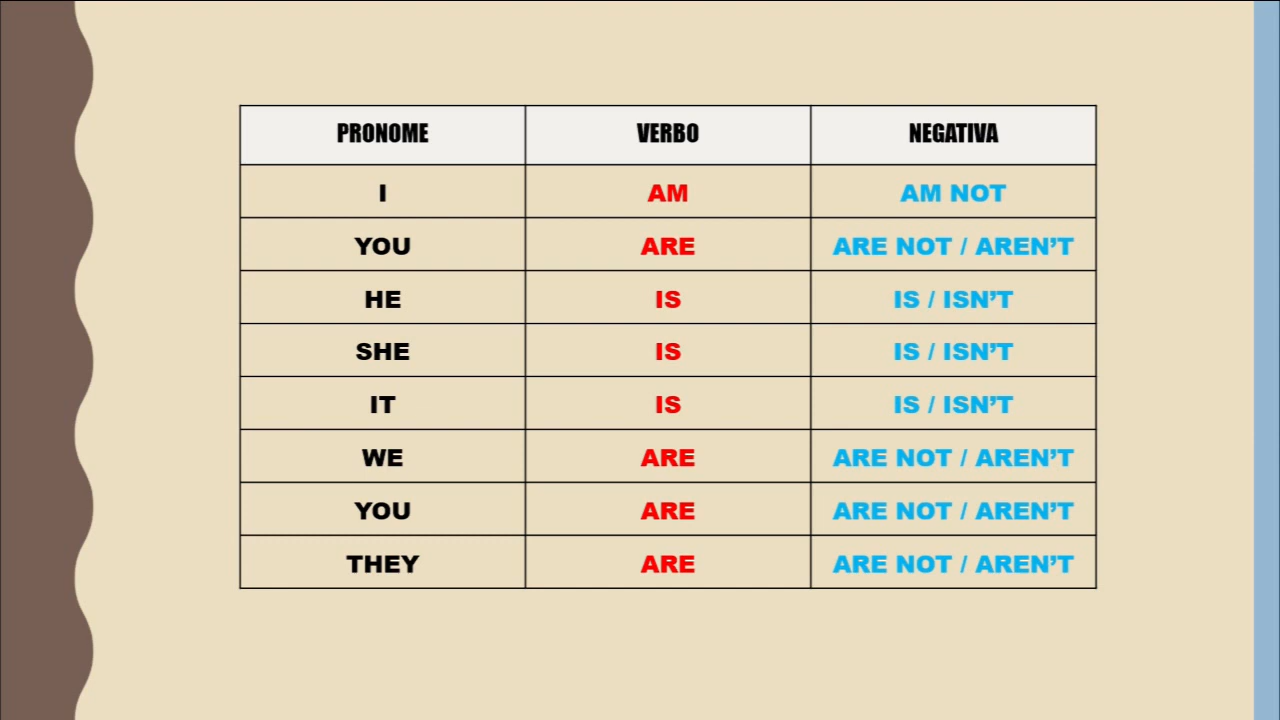 PRONOME VERBO NEGATIVA
I AM AM NOT
YOU ARE ARE NOT / AREN’T
HE IS IS / ISN’T
SHE IS IS / ISN’T
IT IS IS / ISN’T
WE ARE ARE NOT / AREN’T
YOU ARE ARE NOT / AREN’T
THEY ARE ARE NOT / AREN’T